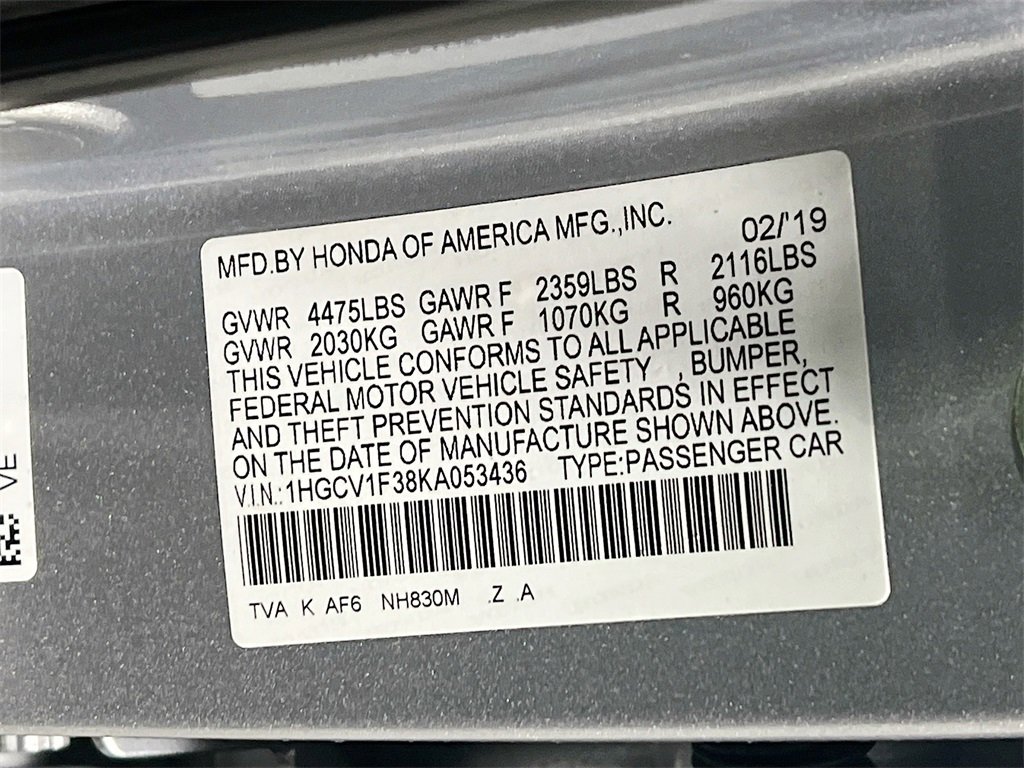 MFD.BY HONDA OF AMERICA MFG.,INC. 02/'19
GVWR 4475LBS GAWR F 2359LBS R 2116LBS
GVWR 2030KG GAWR F 1070KG R 960KG
THIS VEHICLE CONFORMS TO ALL APPLICABLE
FEDERAL MOTOR VEHICLE SAFETY , BUMPER,
AND THEFT PREVENTION STANDARDS IN EFFECT
ON THE DATE OF MANUFACTURE SHOWN ABOVE.
V.I.N.:1HGCV1F38KA053436 TYPE:PASSENGER CAR
TVA K AF6 NH830M .Z .A
VE